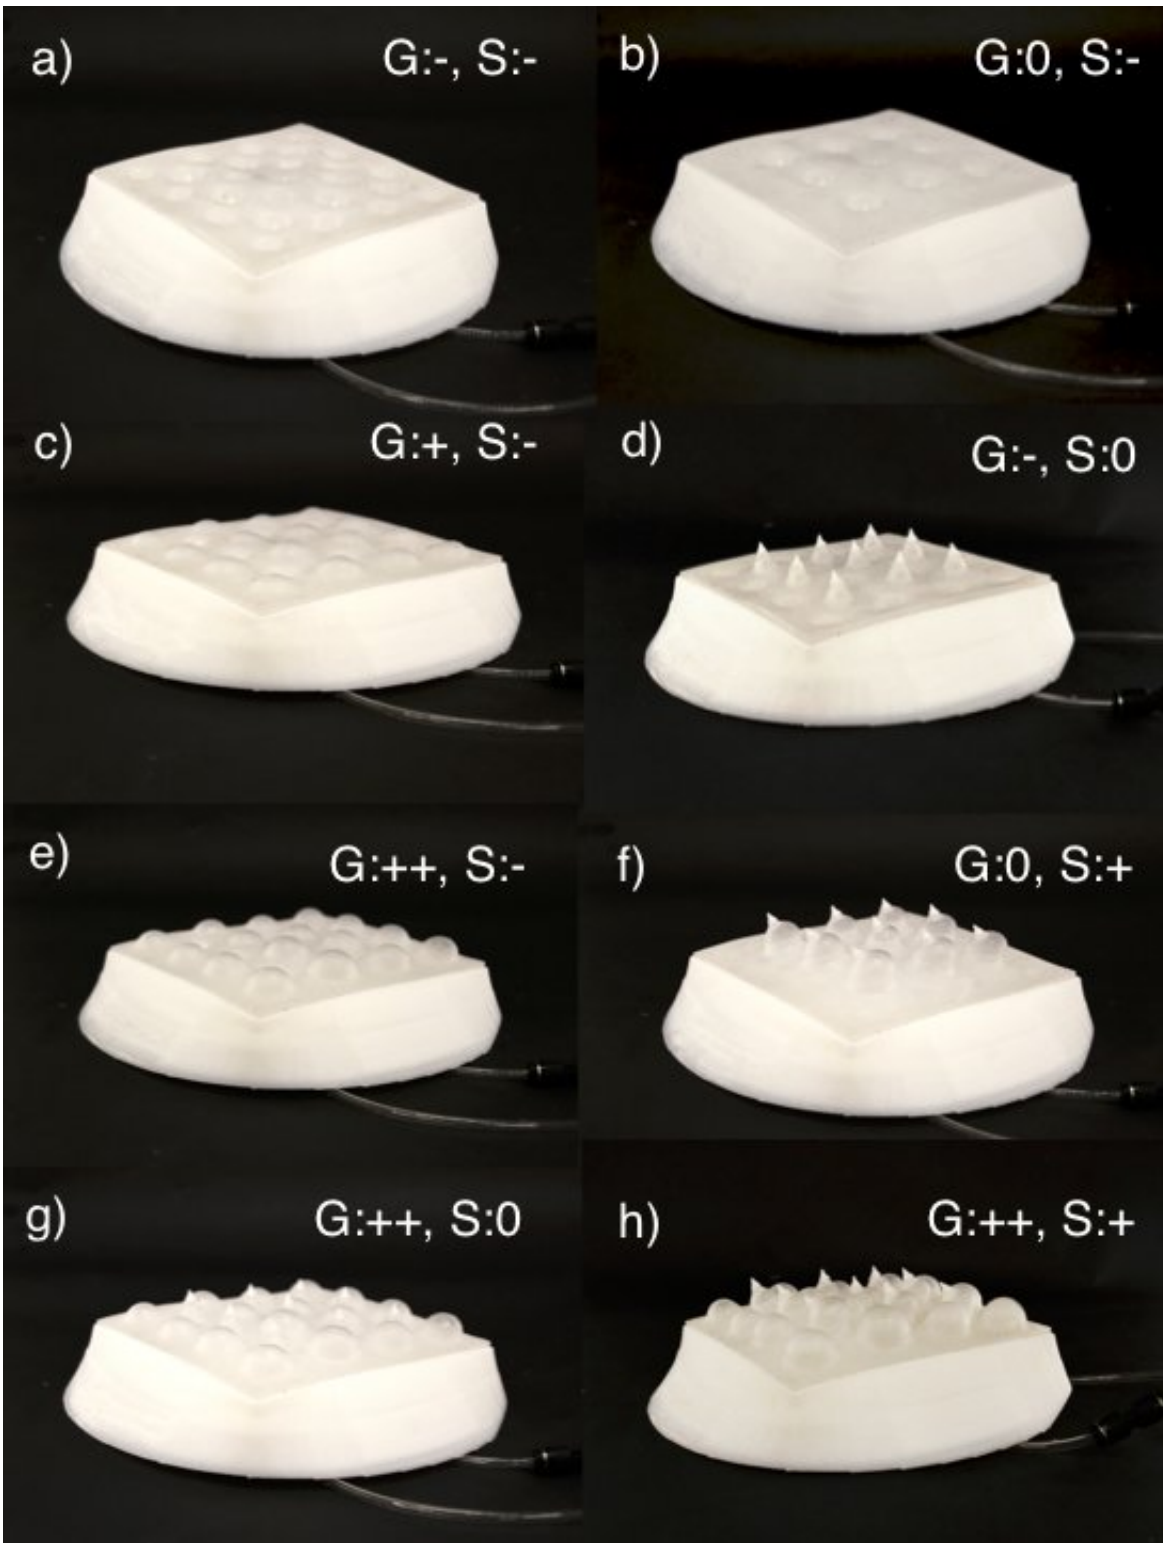 a) G:-, S:-
b) G:0, S:-
c) G:+, S:-
d) G:-, S:0
e) G:++, S:-
f) G:0, S:+
g) G:++, S:0
h) G:++, S:+